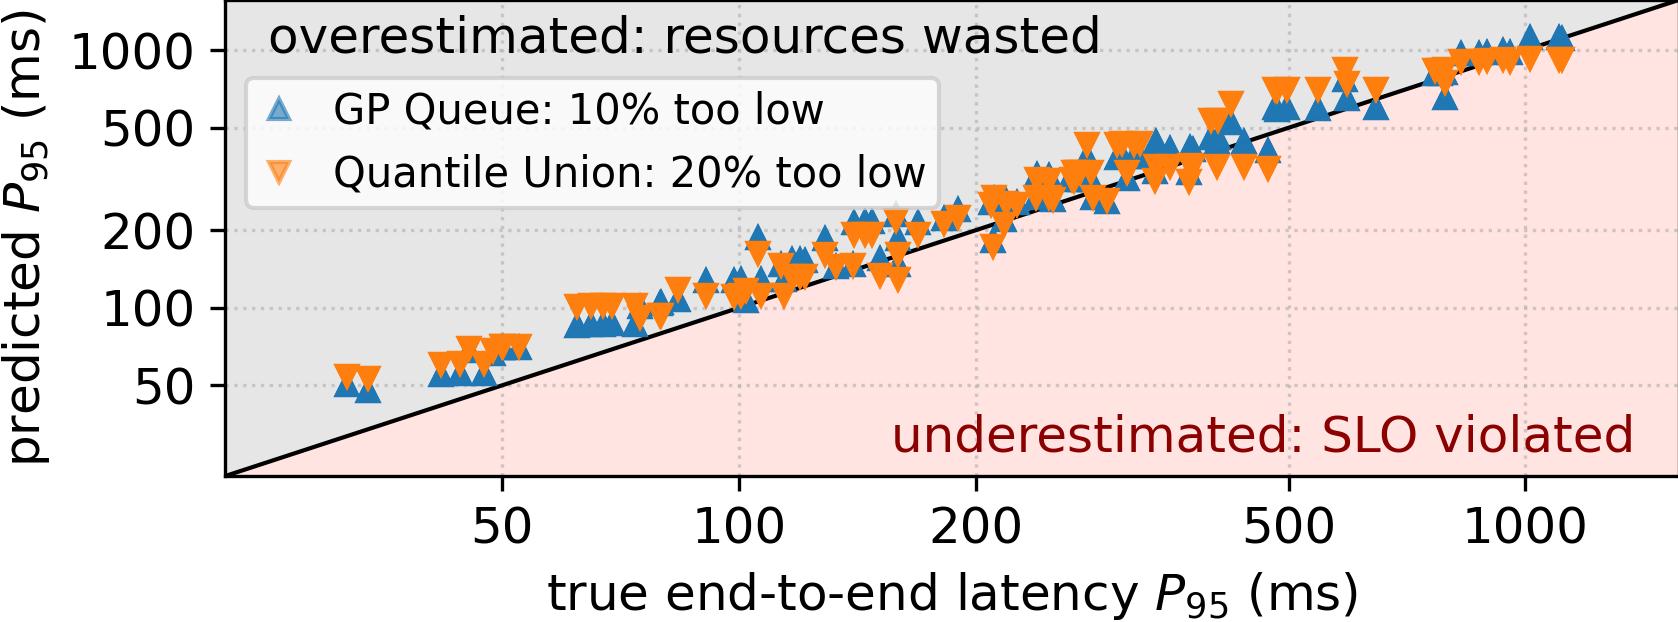 overestimated: resources wasted
GP Queue: 10% too low
Quantile Union: 20% too low
underestimated: SLO violated
predicted P95 (ms)
1000
500
200
100
50
50 100 200 500 1000
true end-to-end latency P95 (ms)